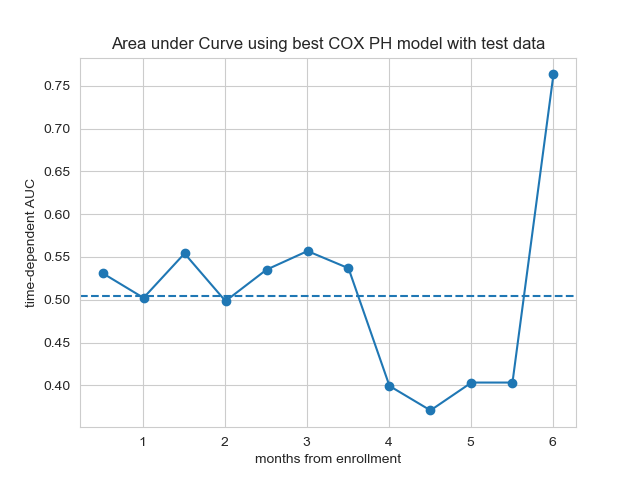 Area under Curve using best COX PH model with test data
time-dependent AUC
0.75
0.70
0.65
0.60
0.55
0.50
0.45
0.40
1 2 3 4 5 6
months from enrollment